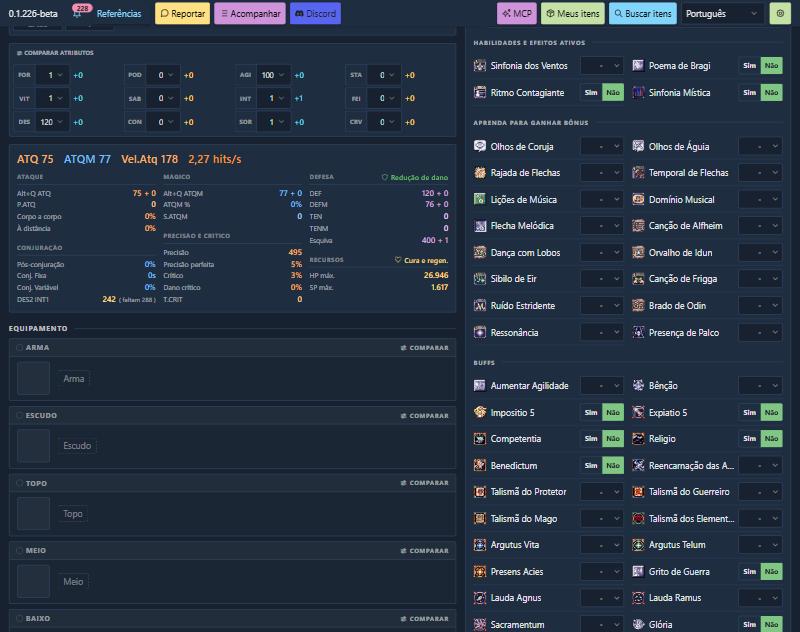 0.1.226-beta 228 Referências Reportar Acompanhar Discord MCP Meus itens Buscar itens Português
COMPARAR ATRIBUTOS
FOR 1 +0 POD 0 +0 AGI 100 +0 STA 0 +0
VIT 1 +0 SAB 0 +0 INT 1 +1 FEI 0 +0
DES 120 +0 CON 0 +0 SOR 1 +0 CRV 0 +0
ATQ 75 ATQM 77 Vel.Atq 178 2,27 hits/s
ATAQUE
Alt+Q ATQ 75 + 0
P.ATQ 0
Corpo a corpo 0%
À distância 0%
CONJURAÇÃO
Pós-conjuração 0%
Conj. Fixa 0s
Conj. Variável 0%
DES2 INT1 242 ( faltam 288 )
MÁGICO
Alt+Q ATQM 77 + 0
ATQM % 0%
S.ATQM 0
PRECISÃO E CRÍTICO
Precisão 495
Precisão perfeita 5%
Crítico 3%
Dano crítico 0%
T.CRIT 0
DEFESA Redução de dano
DEF 120 + 0
DEFM 76 + 0
TEN 0
TENM 0
Esquiva 400 + 1
RECURSOS Cura e regen.
HP máx. 26.946
SP máx. 1.617
EQUIPAMENTO
ARMA COMPARAR
Arma
ESCUDO COMPARAR
Escudo
TOPO COMPARAR
Topo
MEIO COMPARAR
Meio
BAIXO COMPARAR
HABILIDADES E EFEITOS ATIVOS
Sinfonia dos Ventos - Poema de Bragi Sim Não
Ritmo Contagiante Sim Não Sinfonia Mística Sim Não
APRENDA PARA GANHAR BÔNUS
Olhos de Coruja - Olhos de Águia -
Rajada de Flechas - Temporal de Flechas -
Lições de Música - Domínio Musical -
Flecha Melódica - Canção de Alfheim -
Dança com Lobos - Orvalho de Idun -
Sibilo de Eir - Canção de Frigga -
Ruído Estridente - Brado de Odin -
Ressonância - Presença de Palco -
BUFFS
Aumentar Agilidade - Bênção -
Impositio 5 Sim Não Expiatio 5 Sim Não
Competentia Sim Não Religio Sim Não
Benedictum Sim Não Reencarnação das A... -
Talismã do Protetor - Talismã do Guerreiro -
Talismã do Mago - Talismã dos Element... -
Argutus Vita - Argutus Telum -
Presens Acies - Grito de Guerra Sim Não
Lauda Agnus - Lauda Ramus -
Sacramentum - Glória Sim Não